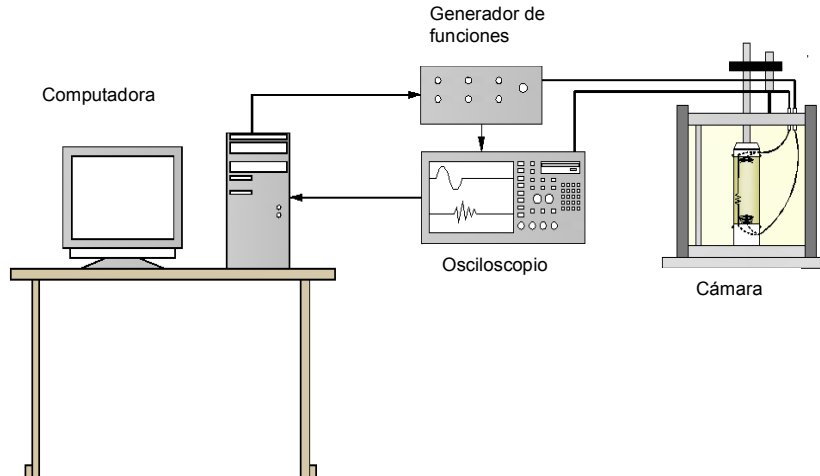 Generador de
funciones
Computadora
Osciloscopio
Cámara